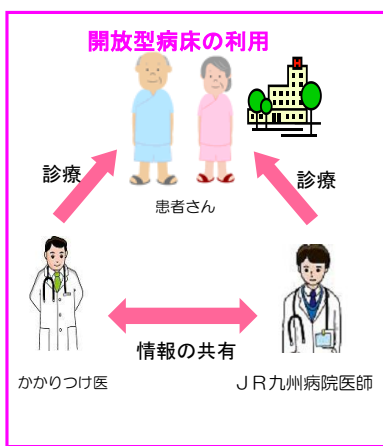 開放型病床の利用
H
診療
診療
患者さん
情報の共有
かかりつけ医
ＪＲ九州病院医師